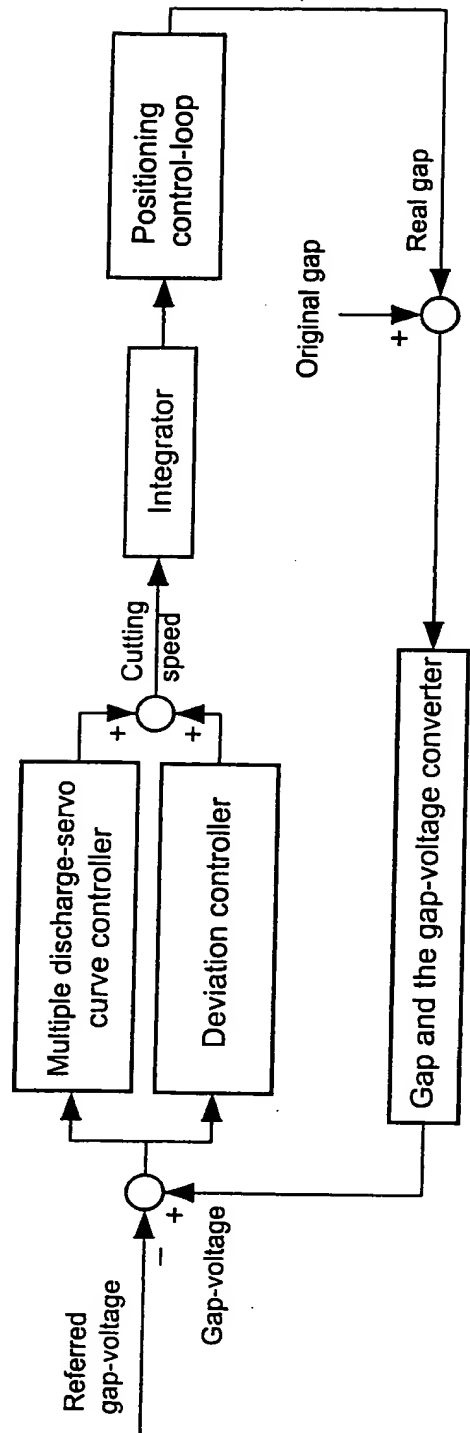 Referred
gap-voltage
−
+
Gap-voltage
Multiple discharge-servo
curve controller
Deviation controller
+
+
Cutting
speed
Integrator
Positioning
control-loop
Original gap
+
Real gap
Gap and the gap-voltage converter